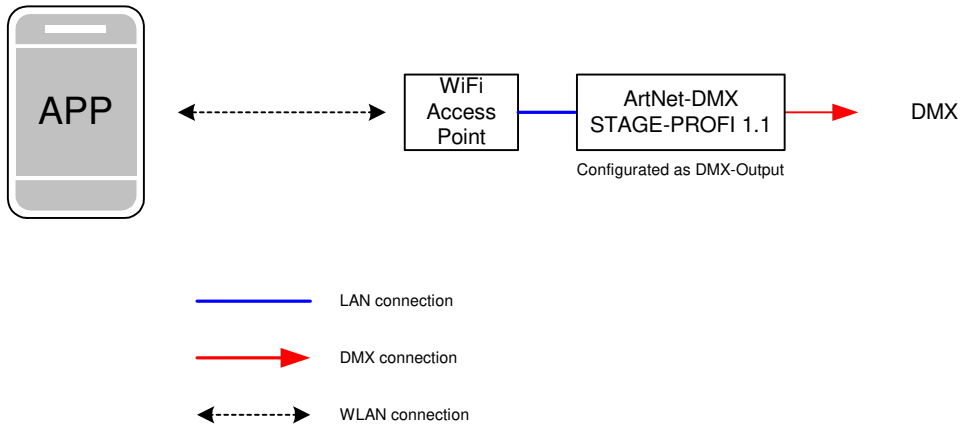 APP
WiFi
Access
Point
ArtNet-DMX
STAGE-PROFI 1.1
DMX
Configurated as DMX-Output
LAN connection
DMX connection
WLAN connection